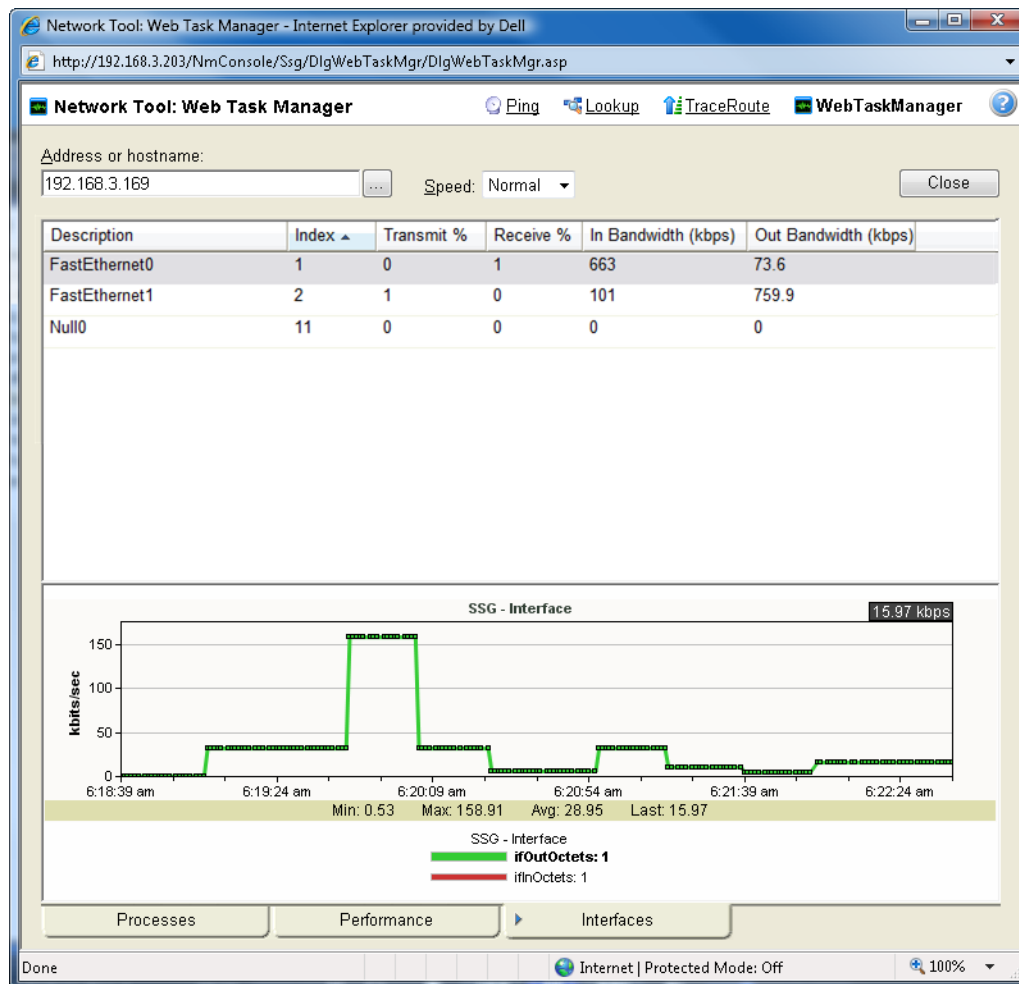 Network Tool: Web Task Manager - Internet Explorer provided by Dell
http://192.168.3.203/NmConsole/Ssg/DlgWebTaskMgr/DlgWebTaskMgr.asp
Network Tool: Web Task Manager Ping Lookup TraceRoute WebTaskManager ?
Address or hostname:
192.168.3.169 ... Speed: Normal Close
Description Index Transmit % Receive % In Bandwidth (kbps) Out Bandwidth (kbps)
FastEthernet0 1 0 1 663 73.6
FastEthernet1 2 1 0 101 759.9
Null0 11 0 0 0 0
SSG - Interface
15.97 kbps
kbits/sec
150
100
50
0
6:18:39 am 6:19:24 am 6:20:09 am 6:20:54 am 6:21:39 am 6:22:24 am
Min: 0.53 Max: 158.91 Avg: 28.95 Last: 15.97
SSG - Interface
ifOutOctets: 1
ifInOctets: 1
Processes Performance Interfaces
Done Internet | Protected Mode: Off 100%